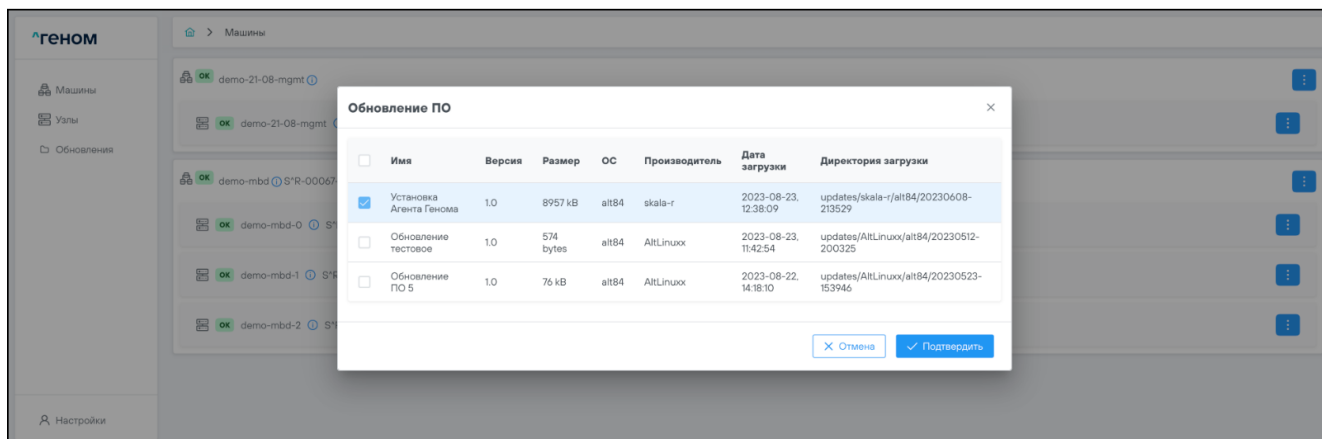 ^геном
Машины
Машины
Узлы
Обновления
OK demo-21-08-mgmt
OK demo-21-08-mgmt
OK demo-mbd S*R-00067-
OK demo-mbd-0
OK demo-mbd-1
OK demo-mbd-2
Обновление ПО
Имя Версия Размер ОС Производитель Дата загрузки Директория загрузки
Установка Агента Генома 1.0 8957 kB alt84 skala-r 2023-08-23, 12:38:09 updates/skala-r/alt84/20230608-213529
Обновление тестовое 1.0 574 bytes alt84 AltLinuxx 2023-08-23, 11:42:54 updates/AltLinuxx/alt84/20230512-200325
Обновление ПО 5 1.0 76 kB alt84 AltLinuxx 2023-08-22, 14:18:10 updates/AltLinuxx/alt84/20230523-153946
Отмена Подтвердить
Настройки